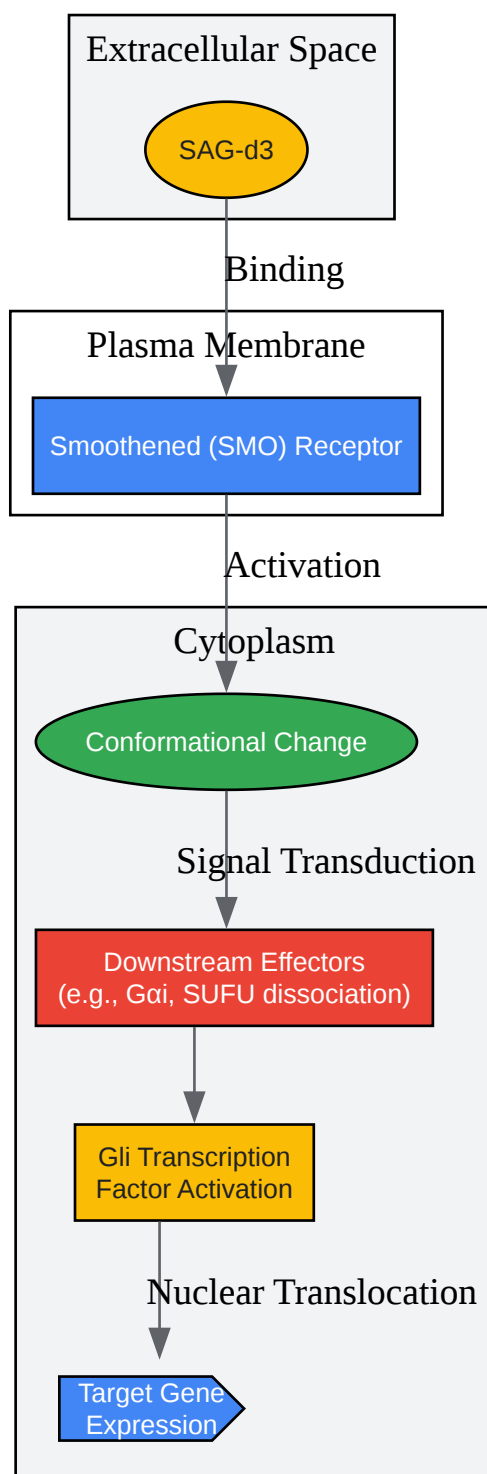 Extracellular Space
SAG-d3
Binding
Plasma Membrane
Smoothened (SMO) Receptor
Activation
Cytoplasm
Conformational Change
Signal Transduction
Downstream Effectors
(e.g., Gαi, SUFU dissociation)
Gli Transcription
Factor Activation
Nuclear Translocation
Target Gene
Expression